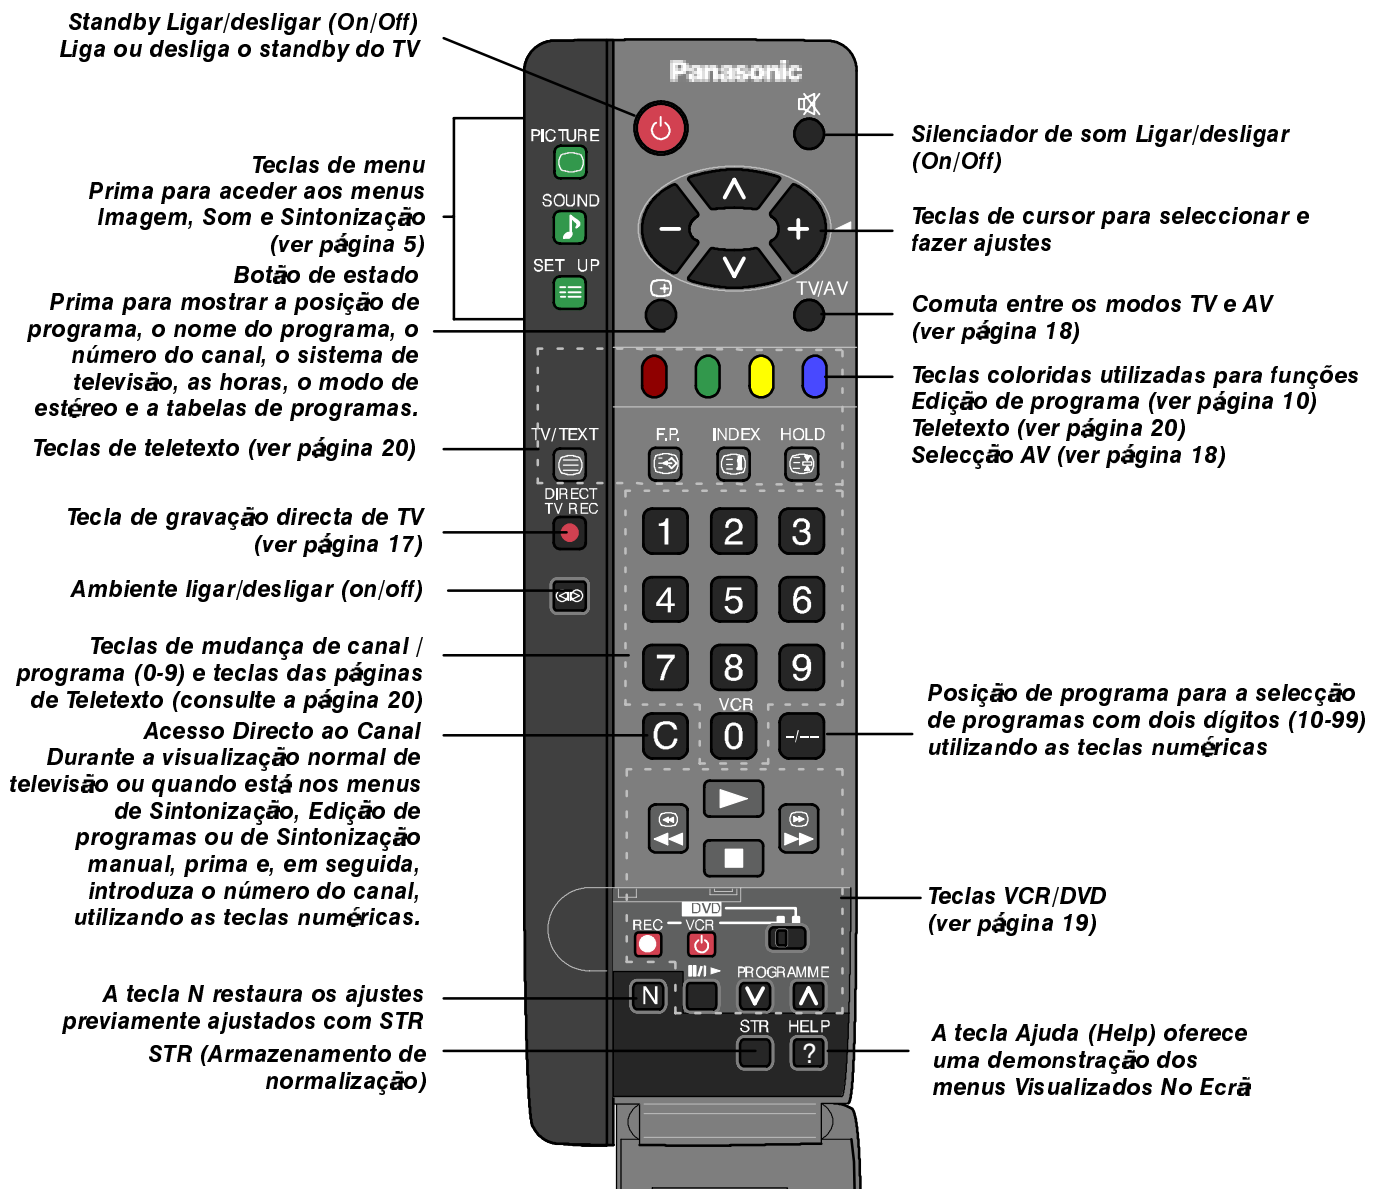 Standby Ligar/desligar (On/Off)
Liga ou desliga o standby do TV
Teclas de menu
Prima para aceder aos menus
Imagem, Som e Sintonização
(ver página 5)
Botão de estado
Prima para mostrar a posição de
programa, o nome do programa, o
número do canal, o sistema de
televisão, as horas, o modo de
estéreo e a tabelas de programas.
Teclas de teletexto (ver página 20)
Tecla de gravação directa de TV
(ver página 17)
Ambiente ligar/desligar (on/off)
Teclas de mudança de canal /
programa (0-9) e teclas das páginas
de Teletexto (consulte a página 20)
Acesso Directo ao Canal
Durante a visualização normal de
televisão ou quando está nos menus
de Sintonização, Edição de
programas ou de Sintonização
manual, prima e, em seguida,
introduza o número do canal,
utilizando as teclas numéricas.
A tecla N restaura os ajustes
previamente ajustados com STR
STR (Armazenamento de
normalização)
Panasonic
PICTURE
SOUND
SET UP
TV/AV
TV/TEXT
F.P.
INDEX
HOLD
DIRECT
TV REC
1
2
3
4
5
6
7
8
9
VCR
C
0
-/--
DVD
REC
VCR
PROGRAMME
N
STR
HELP
?
Silenciador de som Ligar/desligar
(On/Off)
Teclas de cursor para seleccionar e
fazer ajustes
Comuta entre os modos TV e AV
(ver página 18)
Teclas coloridas utilizadas para funções
Edição de programa (ver página 10)
Teletexto (ver página 20)
Selecção AV (ver página 18)
Posição de programa para a selecção
de programas com dois dígitos (10-99)
utilizando as teclas numéricas
Teclas VCR/DVD
(ver página 19)
A tecla Ajuda (Help) oferece
uma demonstração dos
menus Visualizados No Ecrã